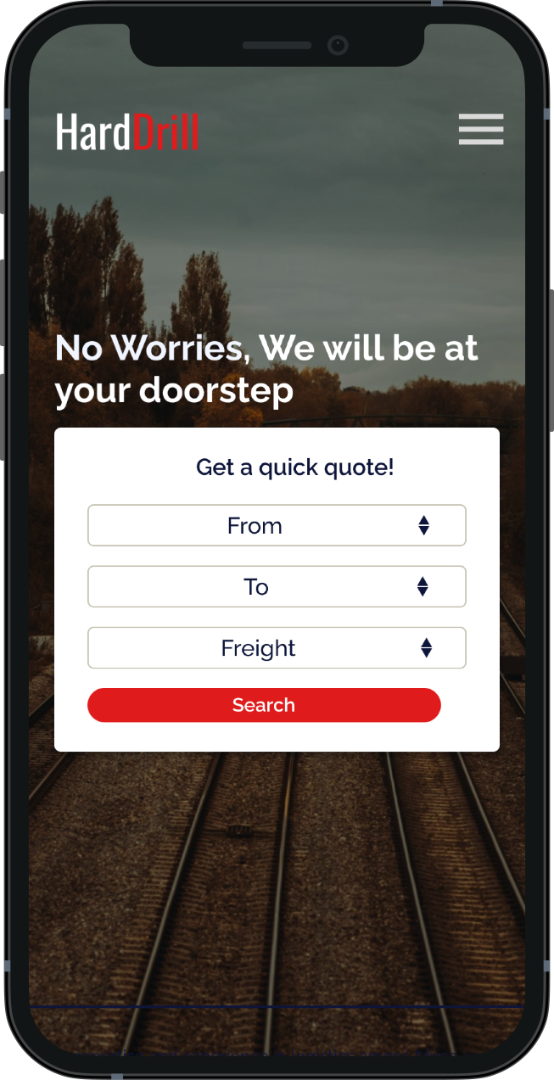 HardDrill
No Worries, We will be at
your doorstep
Get a quick quote!
From
To
Freight
Search